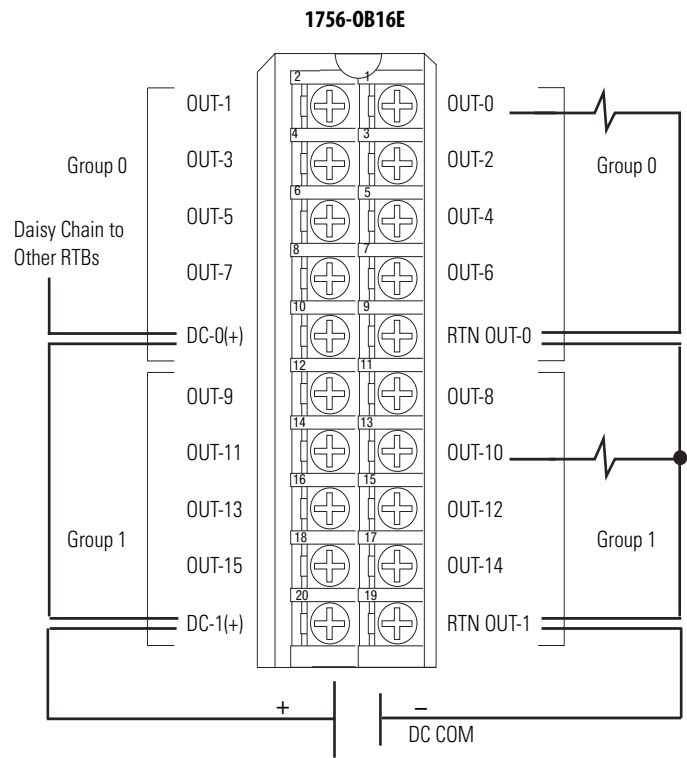 1756-OB16E
2 1
OUT-1 OUT-0
4 3
Group 0 OUT-3 OUT-2 Group 0
6 5
OUT-5 OUT-4
Daisy Chain to
Other RTBs
8 7
OUT-7 OUT-6
10 9
DC-0(+) RTN OUT-0
12 11
OUT-9 OUT-8
14 13
OUT-11 OUT-10
16 15
OUT-13 OUT-12
Group 1 Group 1
18 17
OUT-15 OUT-14
20 19
DC-1(+) RTN OUT-1
+ –
DC COM